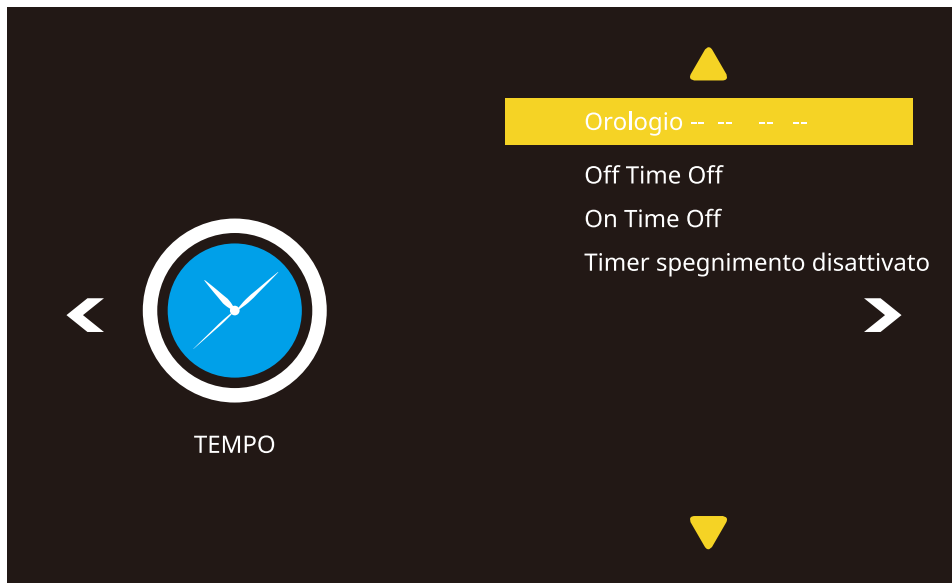 Orologio -- -- -- --
Off Time Off
On Time Off
Timer spegnimento disattivato
TEMPO